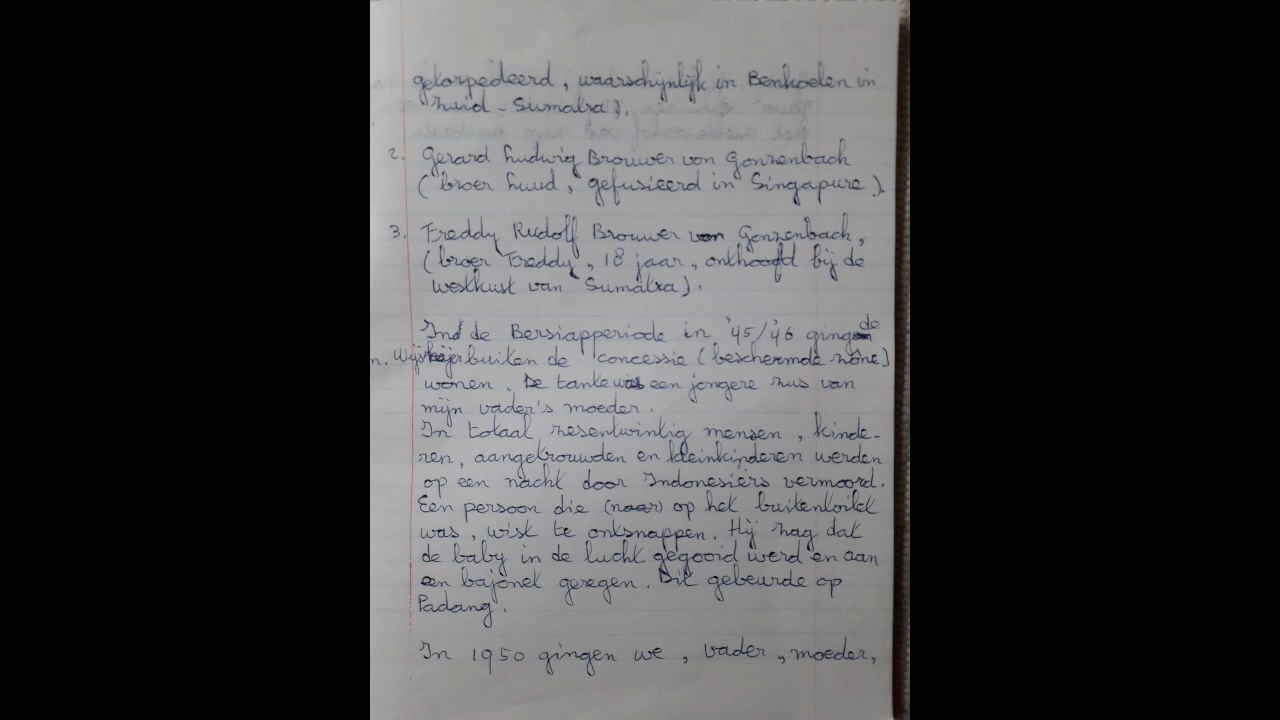 getorpedeerd, waarschijnlijk in Benkoelen in
Zuid-Sumatra).
2. Gerard Ludwig Brouwer von Gonzenbach
(broer Luud, gefusieerd in Singapure).
3. Freddy Rudolf Brouwer von Gonzenbach,
(broer Freddy, 18 jaar, onthoofd bij de
westkust van Sumatra).
In de Bersiapperiode in '45/'46 ging de
buiten de concessie (beschermde zône)
wonen. De tante was een jongere zus van
mijn vader's moeder.
In totaal zesentwintig mensen, kinde-
ren, aangetrouwden en kleinkinderen werden
op een nacht door Indonesiërs vermoord.
Een persoon die (naar) op het buitentoilet
was, wist te ontsnappen. Hij zag dat
de baby in de lucht gegooid werd en aan
een bajonet geregen. Dit gebeurde op
Padang.
In 1950 gingen we, vader, moeder,